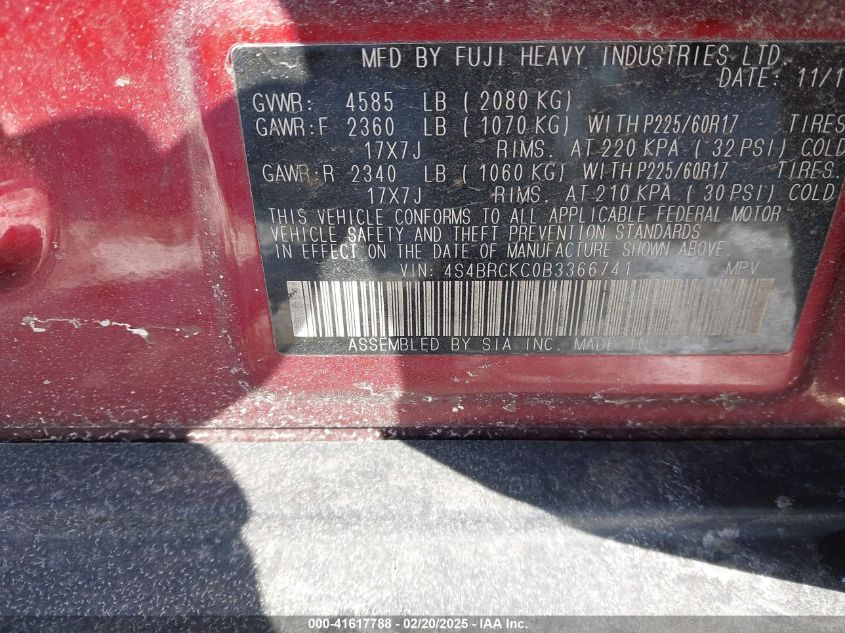 MFD BY FUJI HEAVY INDUSTRIES LTD.
DATE: 11/1
GVWR: 4585 LB ( 2080 KG)
GAWR: F 2360 LB ( 1070 KG) WITH P225/60R17 TIRES
17X7J RIMS. AT 220 KPA ( 32 PSI) COLD
GAWR: R 2340 LB ( 1060 KG) WITH P225/60R17 TIRES.
17X7J RIMS. AT 210 KPA ( 30 PSI) COLD
THIS VEHICLE CONFORMS TO ALL APPLICABLE FEDERAL MOTOR
VEHICLE SAFETY AND THEFT PREVENTION STANDARDS
IN EFFECT ON THE DATE OF MANUFACTURE SHOWN ABOVE.
VIN: 4S4BRCKC0B3366741 MPV
ASSEMBLED BY SIA INC. MADE IN U.S.A
000-41617788 - 02/20/2025 - IAA Inc.